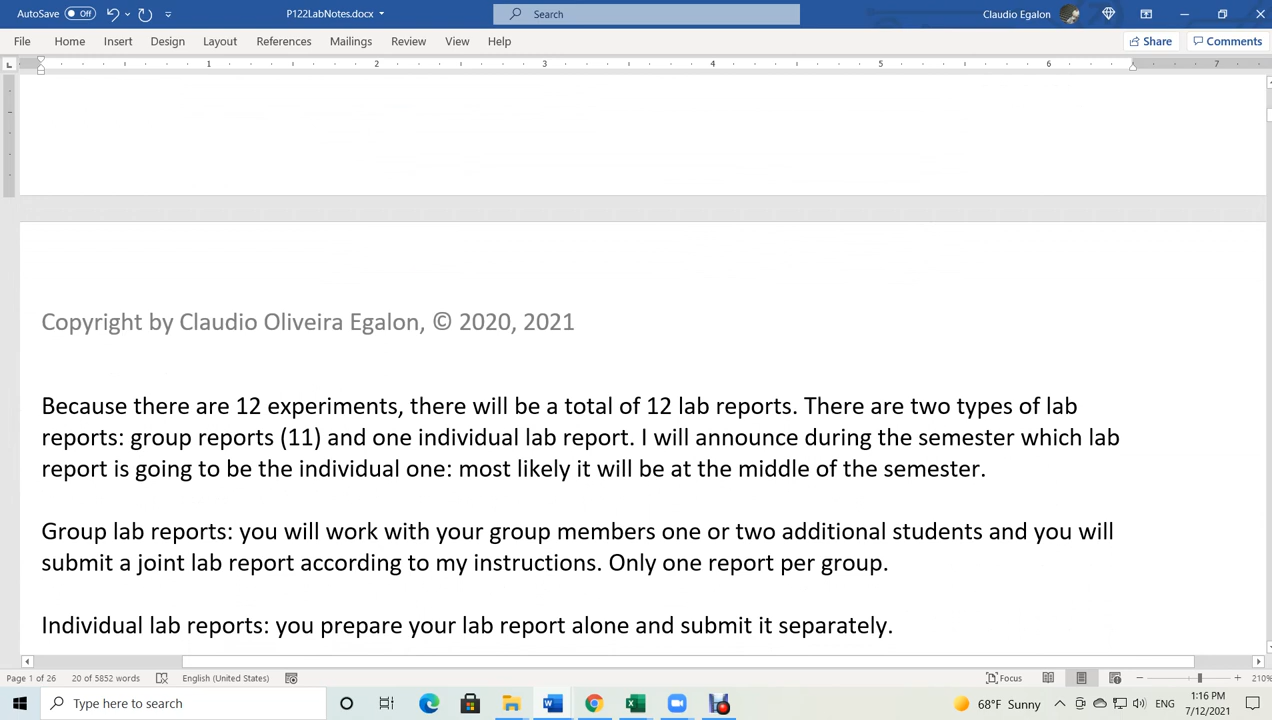 AutoSave Off P122LabNotes.docx Search Claudio Egalon
File Home Insert Design Layout References Mailings Review View Help Share Comments
1 2 3 4 5 6 7
Copyright by Claudio Oliveira Egalon, © 2020, 2021
Because there are 12 experiments, there will be a total of 12 lab reports. There are two types of lab
reports: group reports (11) and one individual lab report. I will announce during the semester which lab
report is going to be the individual one: most likely it will be at the middle of the semester.
Group lab reports: you will work with your group members one or two additional students and you will
submit a joint lab report according to my instructions. Only one report per group.
Individual lab reports: you prepare your lab report alone and submit it separately.
Page 1 of 26 20 of 5852 words English (United States) Focus 210%
Type here to search 68°F Sunny ENG 1:16 PM
7/12/2021